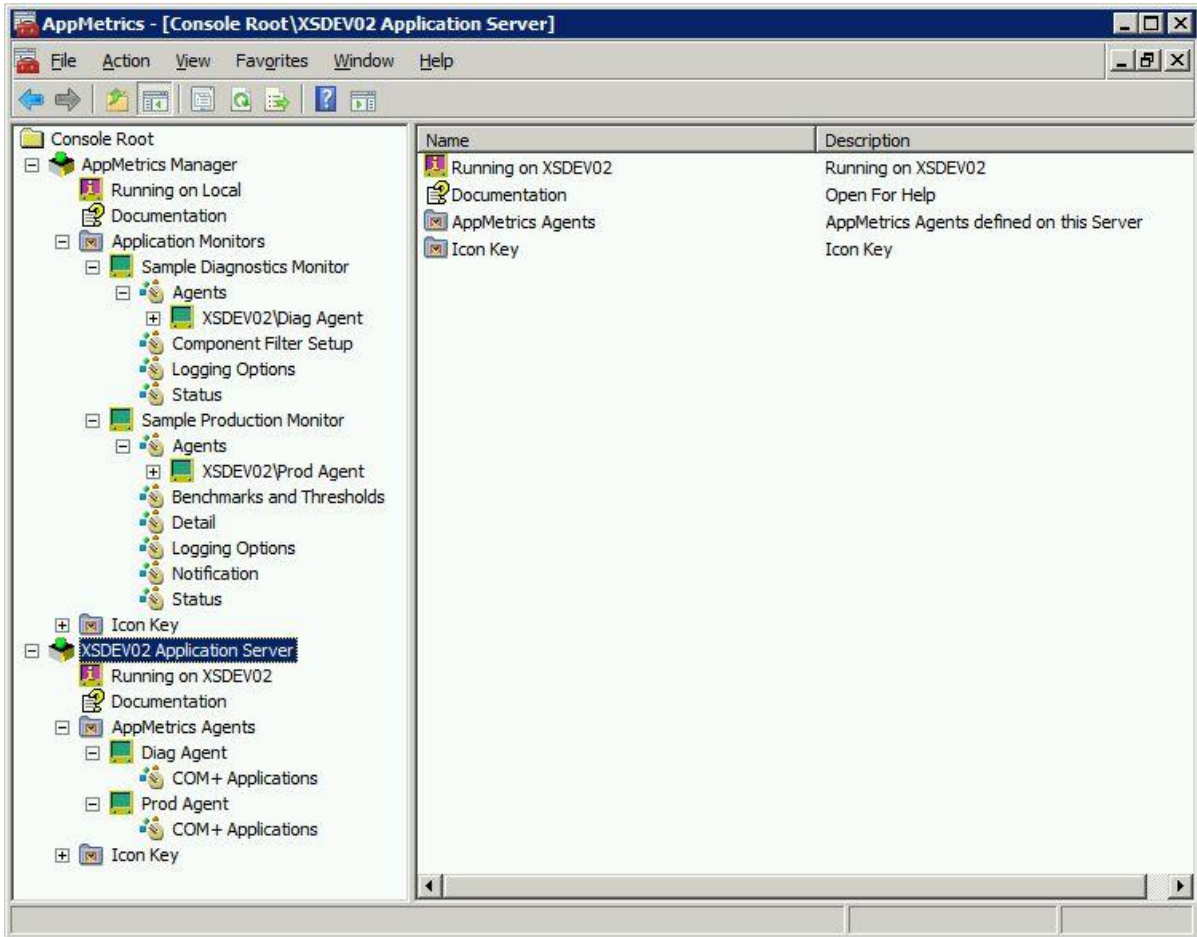 AppMetrics - [Console Root\XSDEV02 Application Server]
File Action View Favorites Window Help
Console Root
AppMetrics Manager
Running on Local
Documentation
Application Monitors
Sample Diagnostics Monitor
Agents
XSDEV02\Diag Agent
Component Filter Setup
Logging Options
Status
Sample Production Monitor
Agents
XSDEV02\Prod Agent
Benchmarks and Thresholds
Detail
Logging Options
Notification
Status
Icon Key
XSDEV02 Application Server
Running on XSDEV02
Documentation
AppMetrics Agents
Diag Agent
COM+ Applications
Prod Agent
COM+ Applications
Icon Key
Name Description
Running on XSDEV02 Running on XSDEV02
Documentation Open For Help
AppMetrics Agents AppMetrics Agents defined on this Server
Icon Key Icon Key